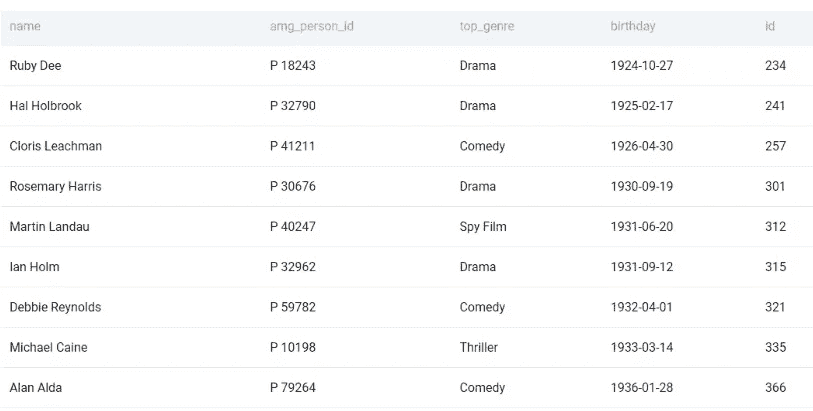 name amg_person_id top_genre birthday id
Ruby Dee P 18243 Drama 1924-10-27 234
Hal Holbrook P 32790 Drama 1925-02-17 241
Cloris Leachman P 41211 Comedy 1926-04-30 257
Rosemary Harris P 30676 Drama 1930-09-19 301
Martin Landau P 40247 Spy Film 1931-06-20 312
Ian Holm P 32962 Drama 1931-09-12 315
Debbie Reynolds P 59782 Comedy 1932-04-01 321
Michael Caine P 10198 Thriller 1933-03-14 335
Alan Alda P 79264 Comedy 1936-01-28 366